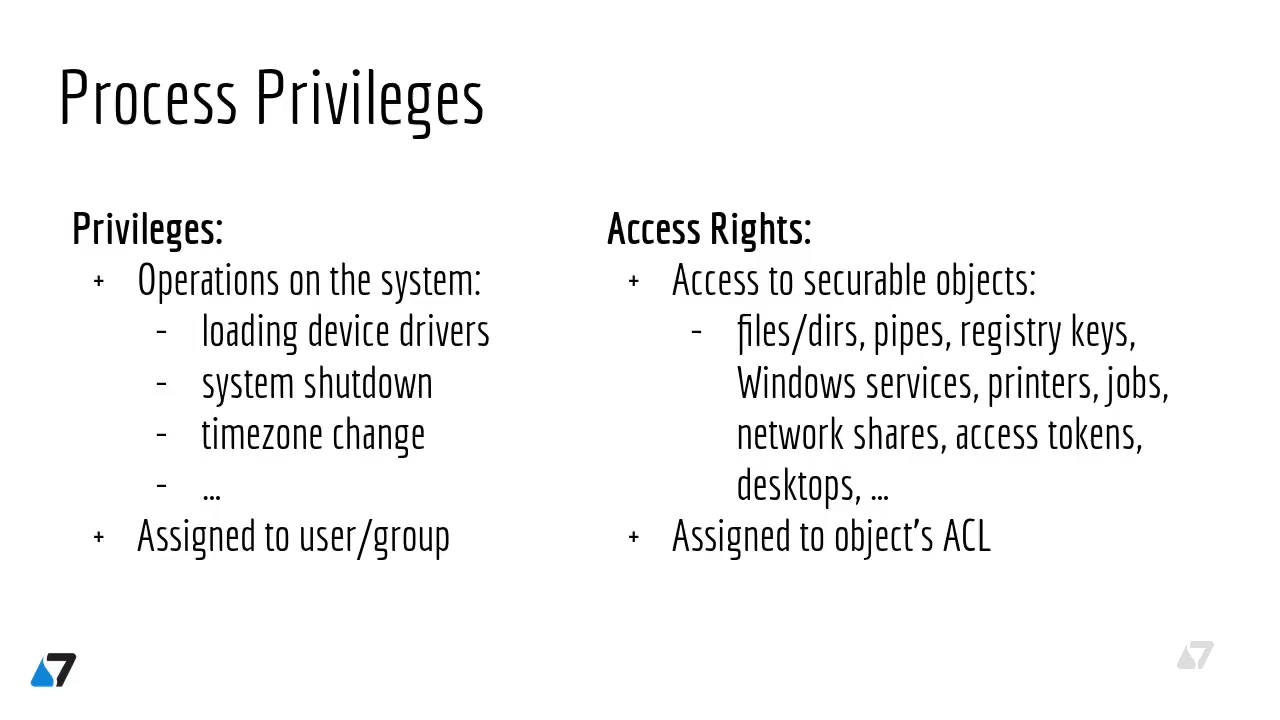 Process Privileges
Privileges:
+ Operations on the system:
- loading device drivers
- system shutdown
- timezone change
- ...
+ Assigned to user/group
Access Rights:
+ Access to securable objects:
- files/dirs, pipes, registry keys,
Windows services, printers, jobs,
network shares, access tokens,
desktops, ...
+ Assigned to object’s ACL
7
7